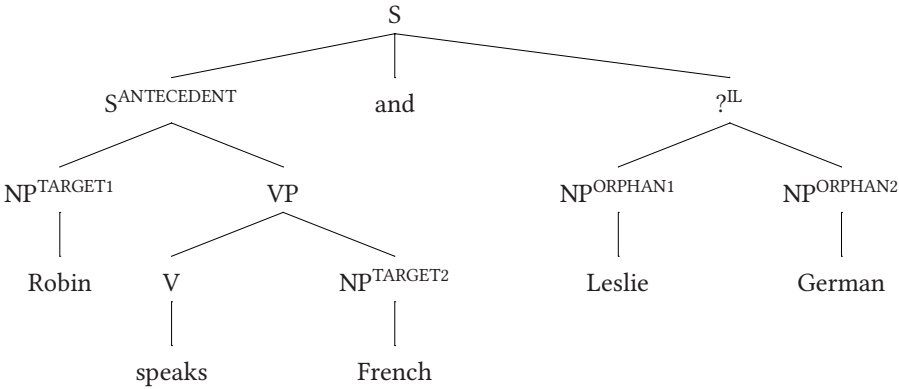 S
S^ANTECEDENT and ?^IL
NP^TARGET1 VP NP^ORPHAN1 NP^ORPHAN2
Robin V NP^TARGET2 Leslie German
speaks French